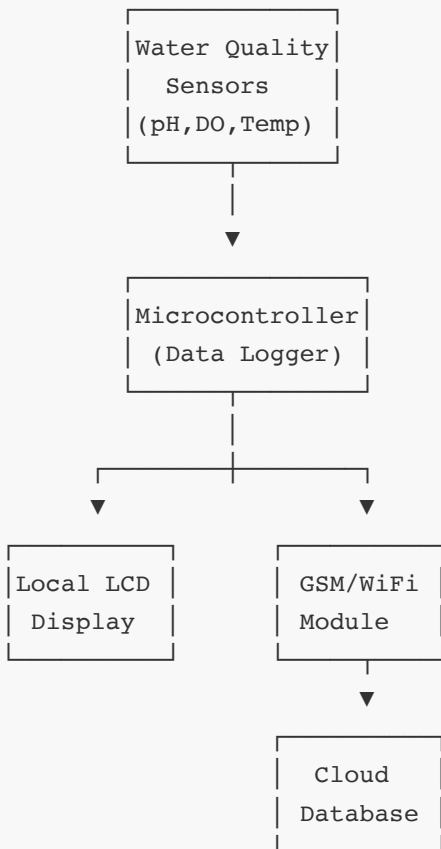 Water Quality
Sensors
(pH,DO,Temp)
Microcontroller
(Data Logger)
Local LCD
Display
GSM/WiFi
Module
Cloud
Database